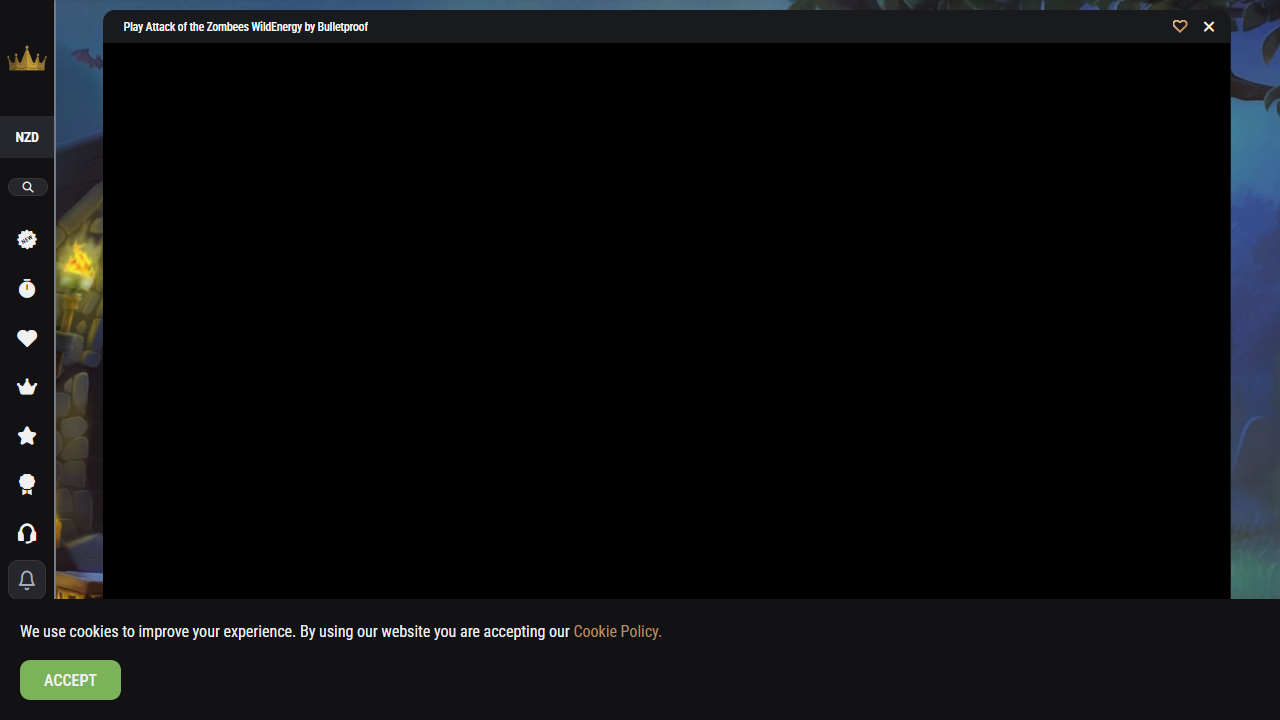 Play Attack of the Zombees WildEnergy by Bulletproof
NZD
NEW
We use cookies to improve your experience. By using our website you are accepting our Cookie Policy.
ACCEPT